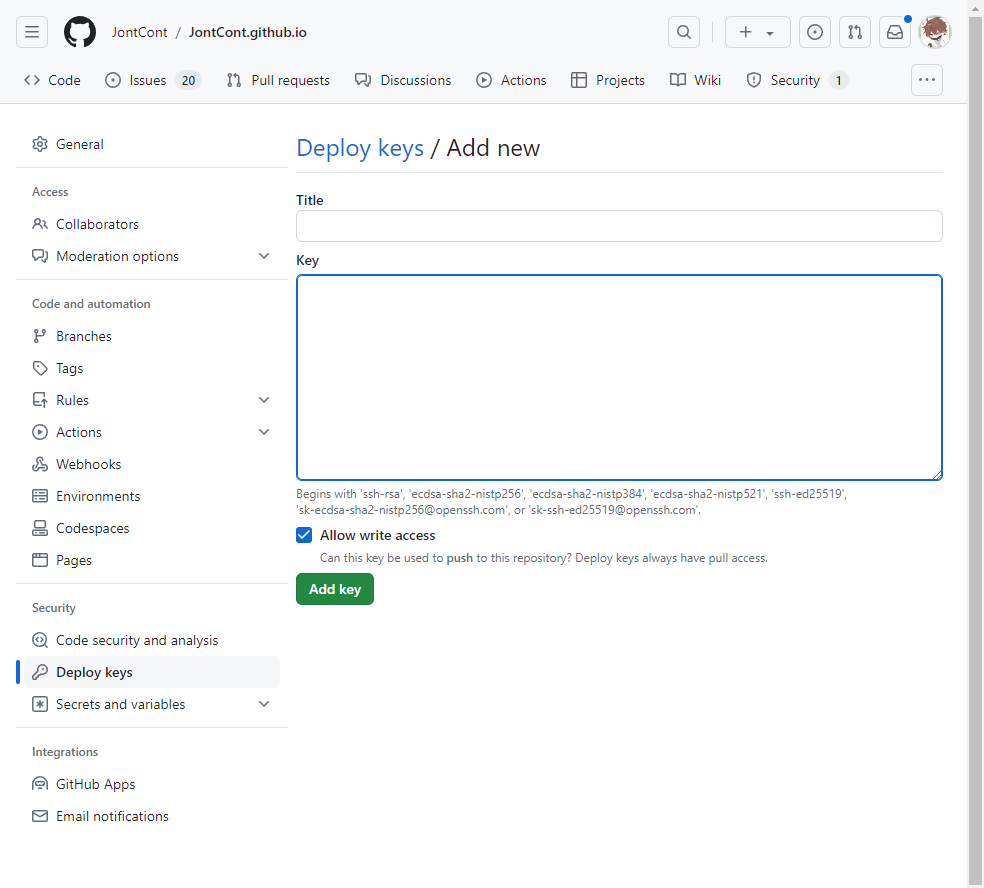 JontCont / JontCont.github.io
Code Issues 20 Pull requests Discussions Actions Projects Wiki Security 1
General
Access
Collaborators
Moderation options
Code and automation
Branches
Tags
Rules
Actions
Webhooks
Environments
Codespaces
Pages
Security
Code security and analysis
Deploy keys
Secrets and variables
Integrations
GitHub Apps
Email notifications
Deploy keys / Add new
Title
Key
Begins with 'ssh-rsa', 'ecdsa-sha2-nistp256', 'ecdsa-sha2-nistp384', 'ecdsa-sha2-nistp521', 'ssh-ed25519',
'sk-ecdsa-sha2-nistp256@openssh.com', or 'sk-ssh-ed25519@openssh.com'.
Allow write access
Can this key be used to push to this repository? Deploy keys always have pull access.
Add key